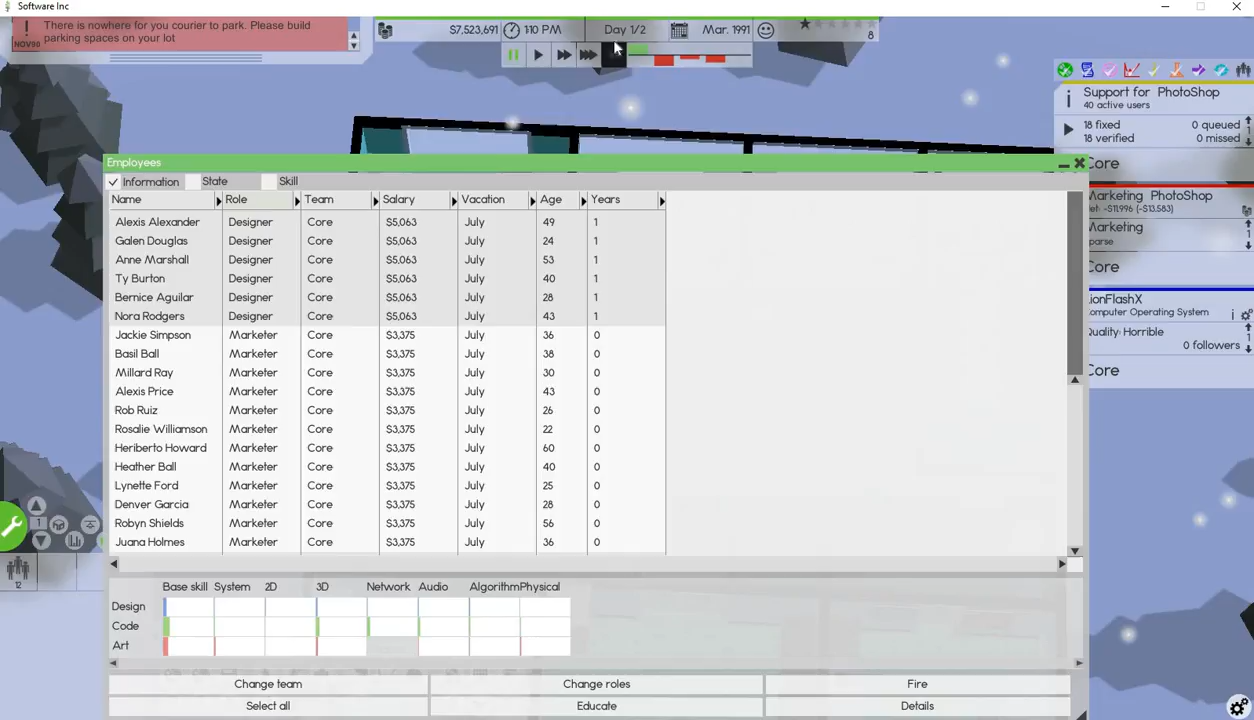 Software Inc
There is nowhere for your courier to park. Please build
parking spaces on your lot
NOV90
$7,523,691
1:10 PM
Day 1/2
Mar. 1991
8
Support for PhotoShop
40 active users
18 fixed
0 queued
18 verified
0 missed
Core
Marketing PhotoShop
-$11,996 (-$13,583)
Marketing
Core
Computer Operating System
Quality: Horrible
0 followers
Core
Employees
Information
State
Skill
Name Role Team Salary Vacation Age Years
Alexis Alexander Designer Core $5,063 July 49 1
Galen Douglas Designer Core $5,063 July 24 1
Anne Marshall Designer Core $5,063 July 53 1
Ty Burton Designer Core $5,063 July 40 1
Bernice Aguilar Designer Core $5,063 July 28 1
Nora Rodgers Designer Core $5,063 July 43 1
Jackie Simpson Marketer Core $3,375 July 36 0
Basil Ball Marketer Core $3,375 July 38 0
Millard Ray Marketer Core $3,375 July 30 0
Alexis Price Marketer Core $3,375 July 43 0
Rob Ruiz Marketer Core $3,375 July 26 0
Rosalie Williamson Marketer Core $3,375 July 22 0
Heriberto Howard Marketer Core $3,375 July 60 0
Heather Ball Marketer Core $3,375 July 40 0
Lynette Ford Marketer Core $3,375 July 25 0
Denver Garcia Marketer Core $3,375 July 28 0
Robyn Shields Marketer Core $3,375 July 56 0
Juana Holmes Marketer Core $3,375 July 36 0
Base skill System 2D 3D Network Audio Algorithm Physical
Design
Code
Art
Change team
Change roles
Fire
Select all
Educate
Details
1
12